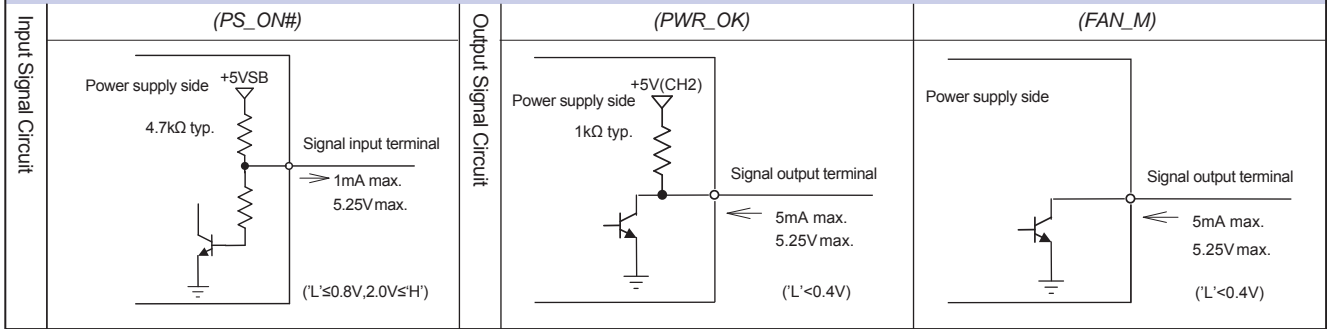 Input Signal Circuit
(PS_ON#)
Power supply side
+5VSB
4.7kΩ typ.
Signal input terminal
1mA max.
5.25V max.
('L'≤0.8V,2.0V≤'H')
Output Signal Circuit
(PWR_OK)
+5V(CH2)
Power supply side
1kΩ typ.
Signal output terminal
5mA max.
5.25V max.
('L'<0.4V)
(FAN_M)
Power supply side
Signal output terminal
5mA max.
5.25V max.
('L'<0.4V)